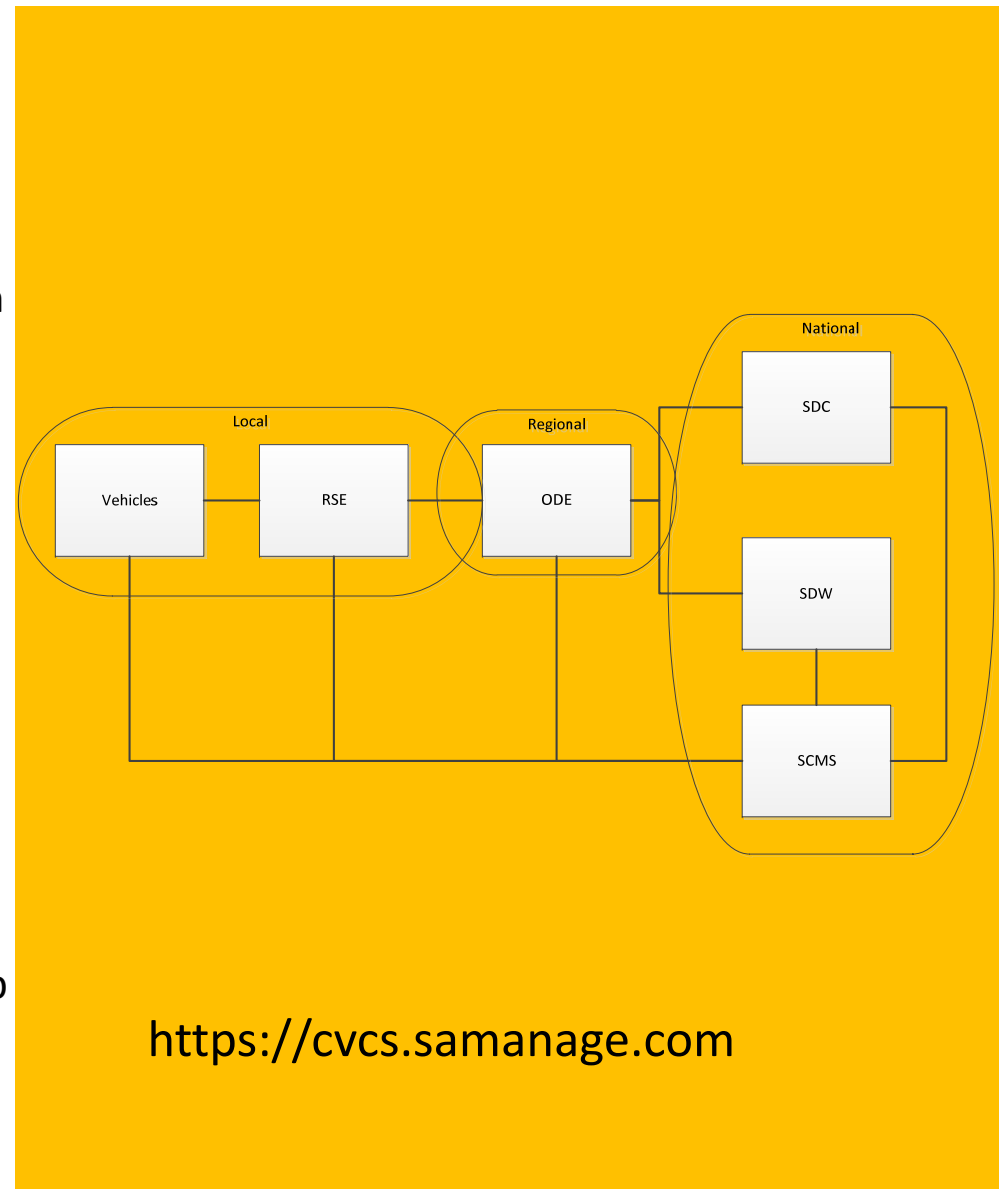 National
SDC
Local
Regional
Vehicles
RSE
ODE
SDW
SCMS
https://cvcs.samanage.com